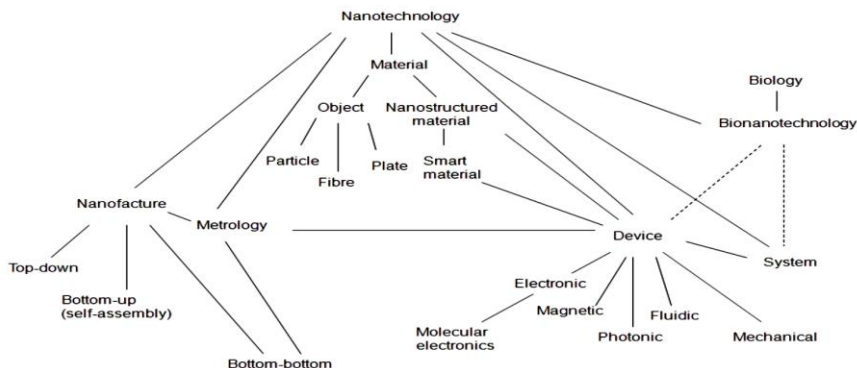 Nanotechnology
Material
Biology
Object
Nanostructured
material
Bionanotechnology
Particle
Fibre
Plate
Smart
material
Nanofacture
Metrology
Device
Top-down
System
Bottom-up
(self-assembly)
Electronic
Magnetic
Fluidic
Molecular
electronics
Photonic
Mechanical
Bottom-bottom